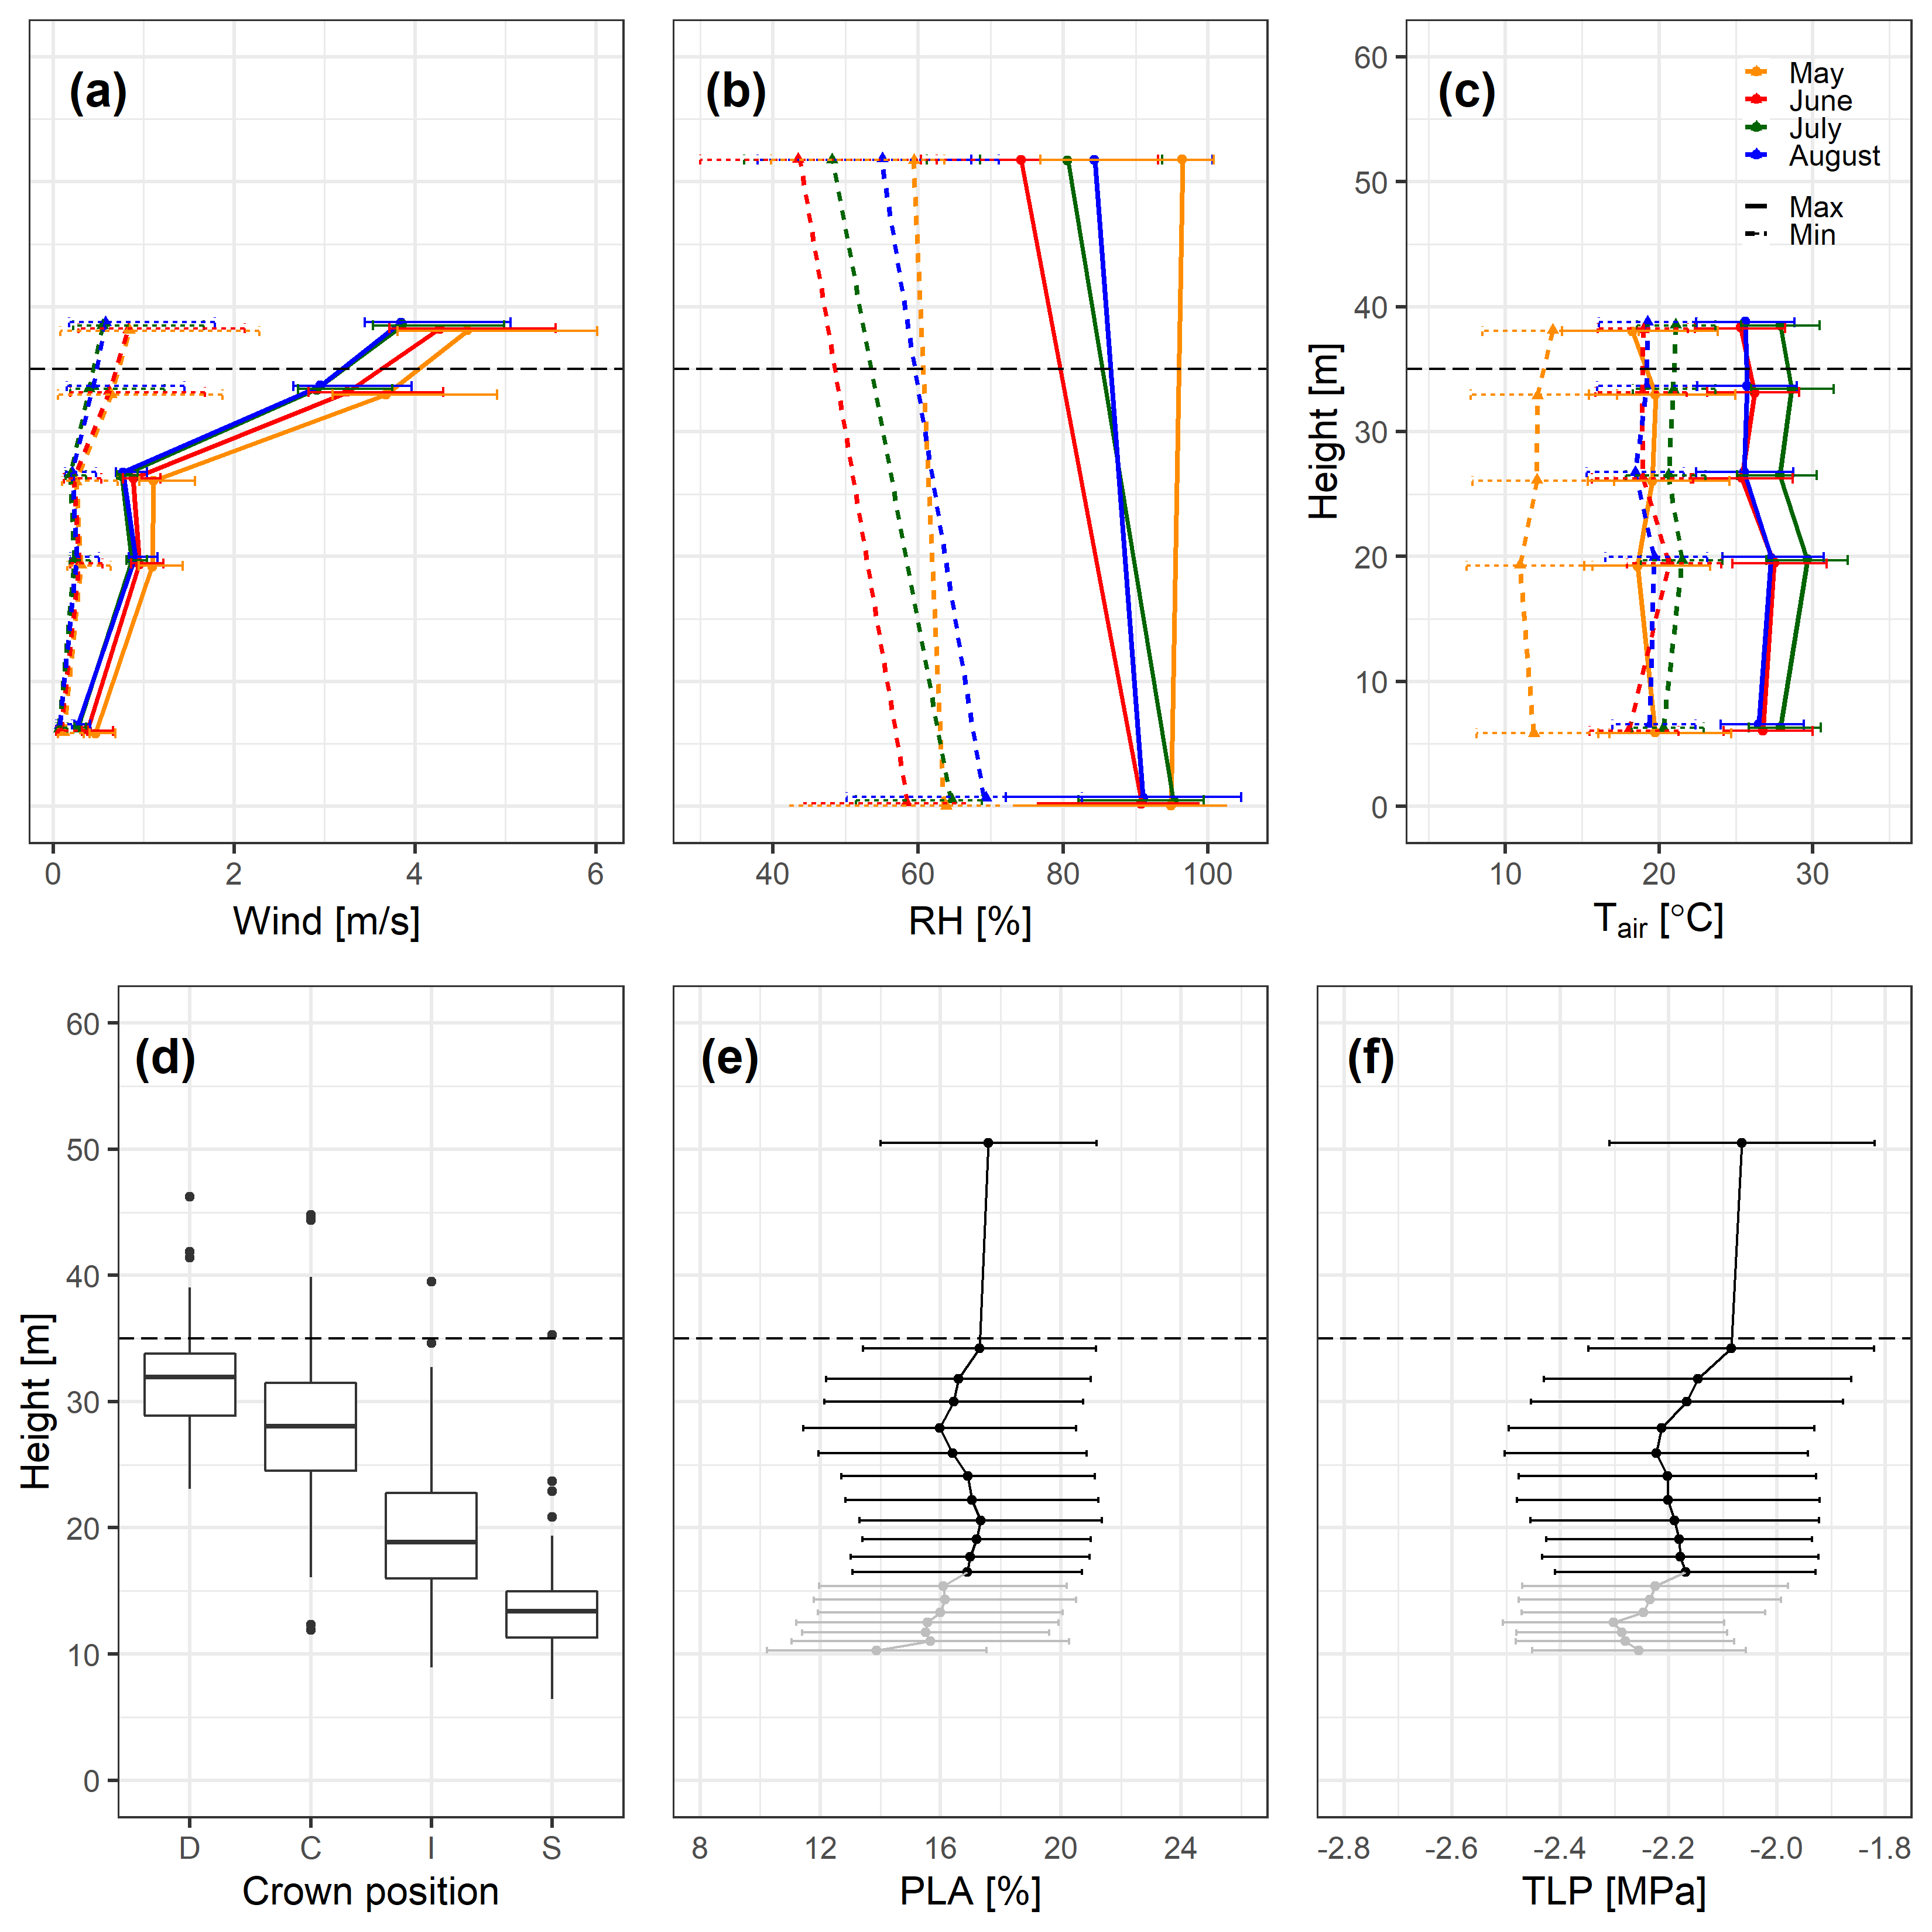 (a)
(b)
(c)
May
June
July
August
Max
Min
60
50
40
30
20
10
0
Height [m]
0 2 4 6
40 60 80 100
10 20 30
Wind [m/s]
RH [%]
Tair [°C]
(d)
(e)
(f)
60
50
40
30
20
10
0
Height [m]
D C I S
8 12 16 20 24
-2.8 -2.6 -2.4 -2.2 -2.0 -1.8
Crown position
PLA [%]
TLP [MPa]